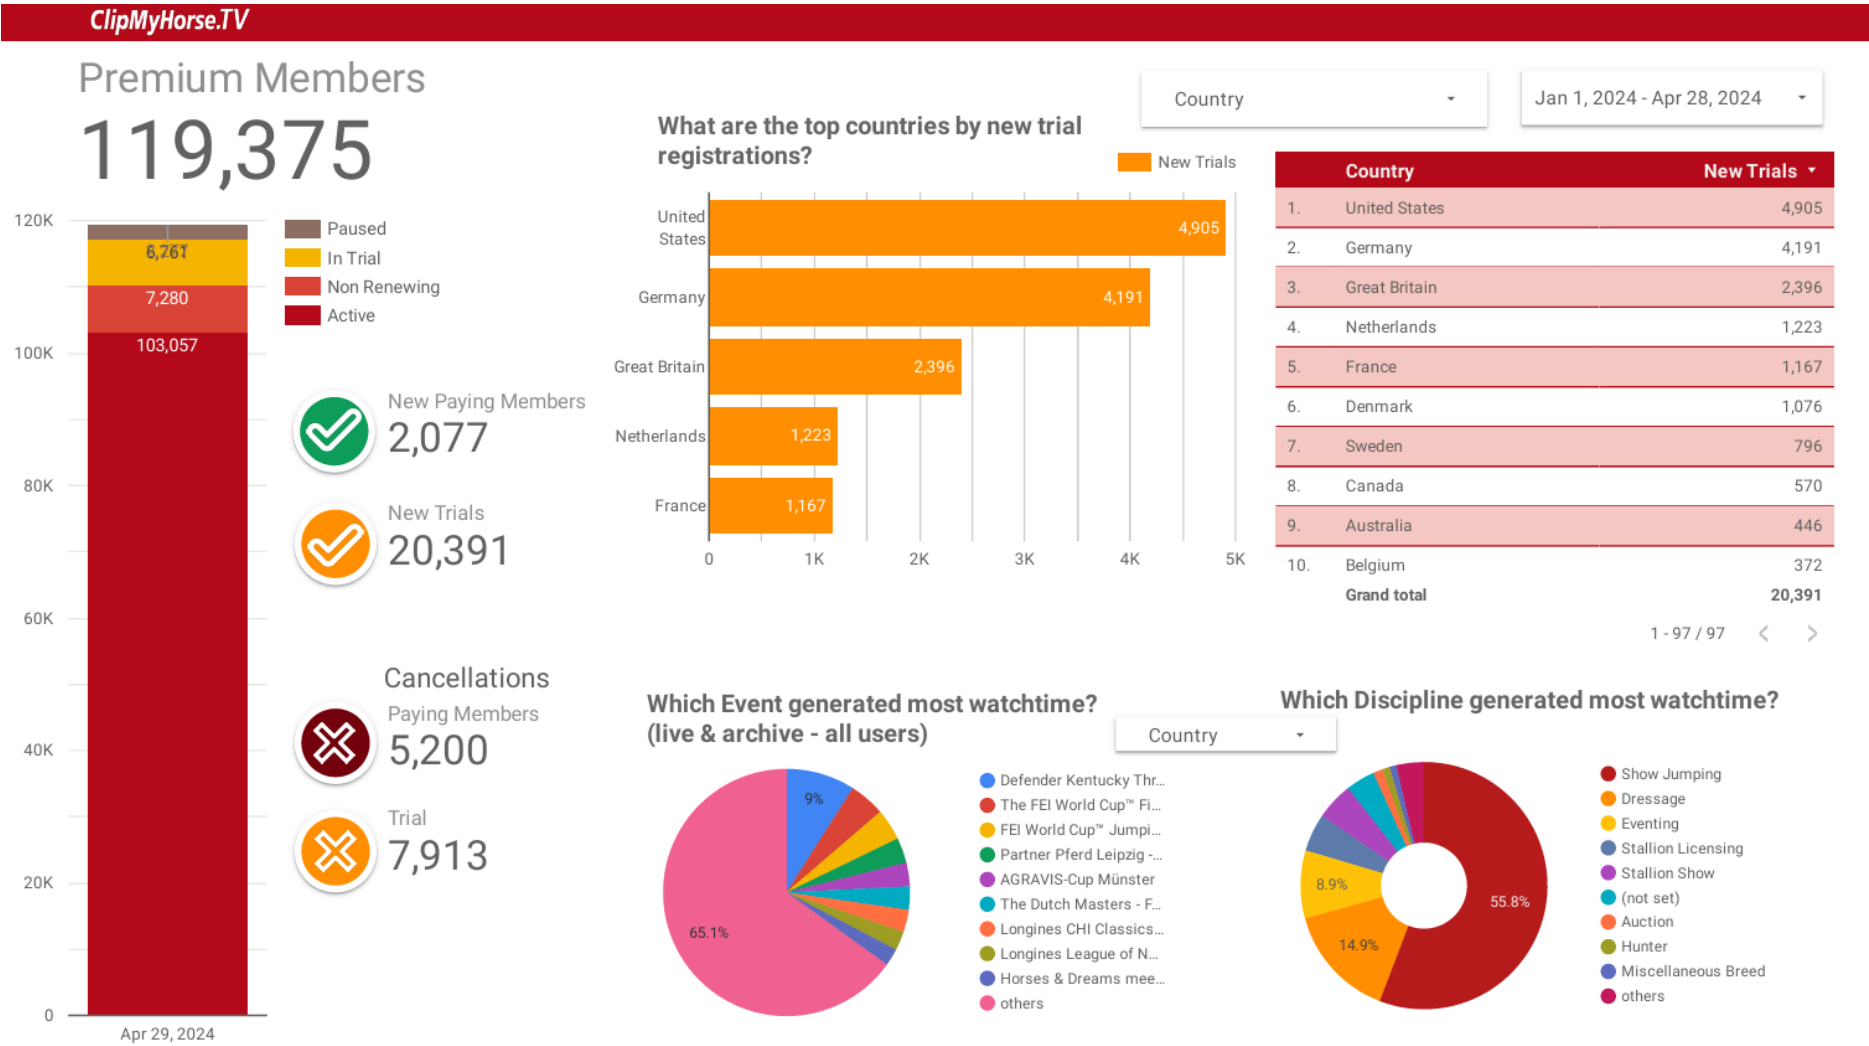 ClipMyHorse.TV
Premium Members
119,375
120K
100K
80K
60K
40K
20K
0
7,280
103,057
Apr 29, 2024
Paused
In Trial
Non Renewing
Active
New Paying Members
2,077
New Trials
20,391
Cancellations
Paying Members
5,200
Trial
7,913
Country
Jan 1, 2024 - Apr 28, 2024
What are the top countries by new trial
registrations?
New Trials
United
States
4,905
Germany
4,191
Great Britain
2,396
Netherlands
1,223
France
1,167
0 1K 2K 3K 4K 5K
Country New Trials
1. United States 4,905
2. Germany 4,191
3. Great Britain 2,396
4. Netherlands 1,223
5. France 1,167
6. Denmark 1,076
7. Sweden 796
8. Canada 570
9. Australia 446
10. Belgium 372
Grand total 20,391
1 - 97 / 97
Which Event generated most watchtime?
(live & archive - all users)
Country
9%
65.1%
Defender Kentucky Thr...
The FEI World Cup™ Fi...
FEI World Cup™ Jumpi...
Partner Pferd Leipzig -...
AGRAVIS-Cup Münster
The Dutch Masters - F...
Longines CHI Classics...
Longines League of N...
Horses & Dreams mee...
others
Which Discipline generated most watchtime?
55.8%
14.9%
8.9%
Show Jumping
Dressage
Eventing
Stallion Licensing
Stallion Show
(not set)
Auction
Hunter
Miscellaneous Breed
others